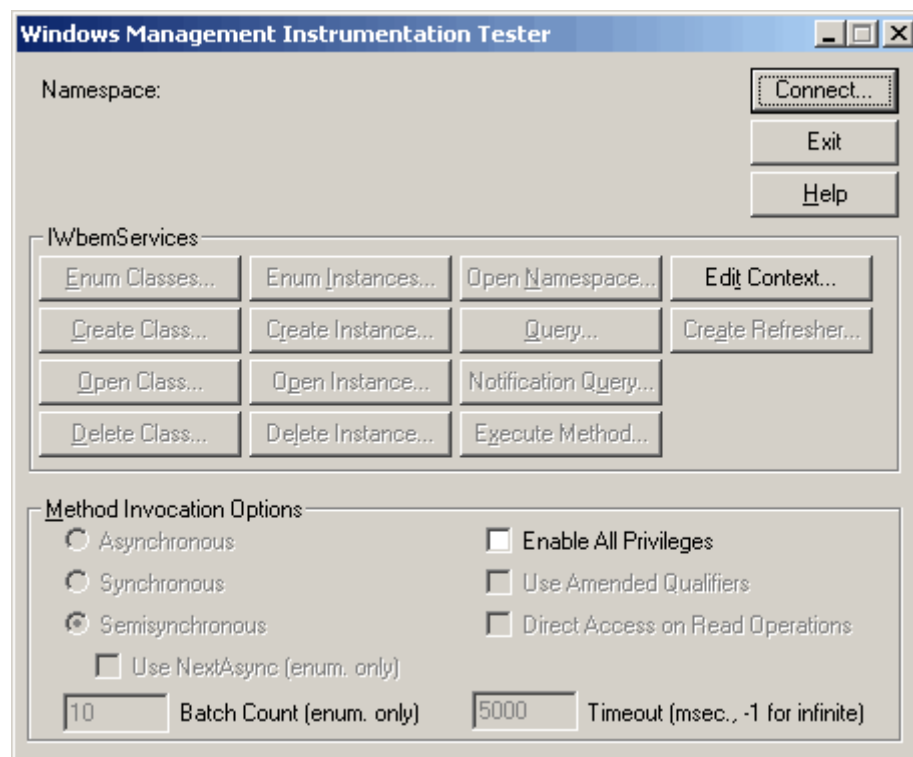 Windows Management Instrumentation Tester
Namespace:
Connect...
Exit
Help
IWbemServices
Enum Classes... Enum Instances... Open Namespace... Edit Context...
Create Class... Create Instance... Query... Create Refresher...
Open Class... Open Instance... Notification Query...
Delete Class... Delete Instance... Execute Method...
Method Invocation Options
Asynchronous Enable All Privileges
Synchronous Use Amended Qualifiers
Semisynchronous Direct Access on Read Operations
Use NextAsync (enum. only)
10 Batch Count (enum. only) 5000 Timeout (msec., -1 for infinite)